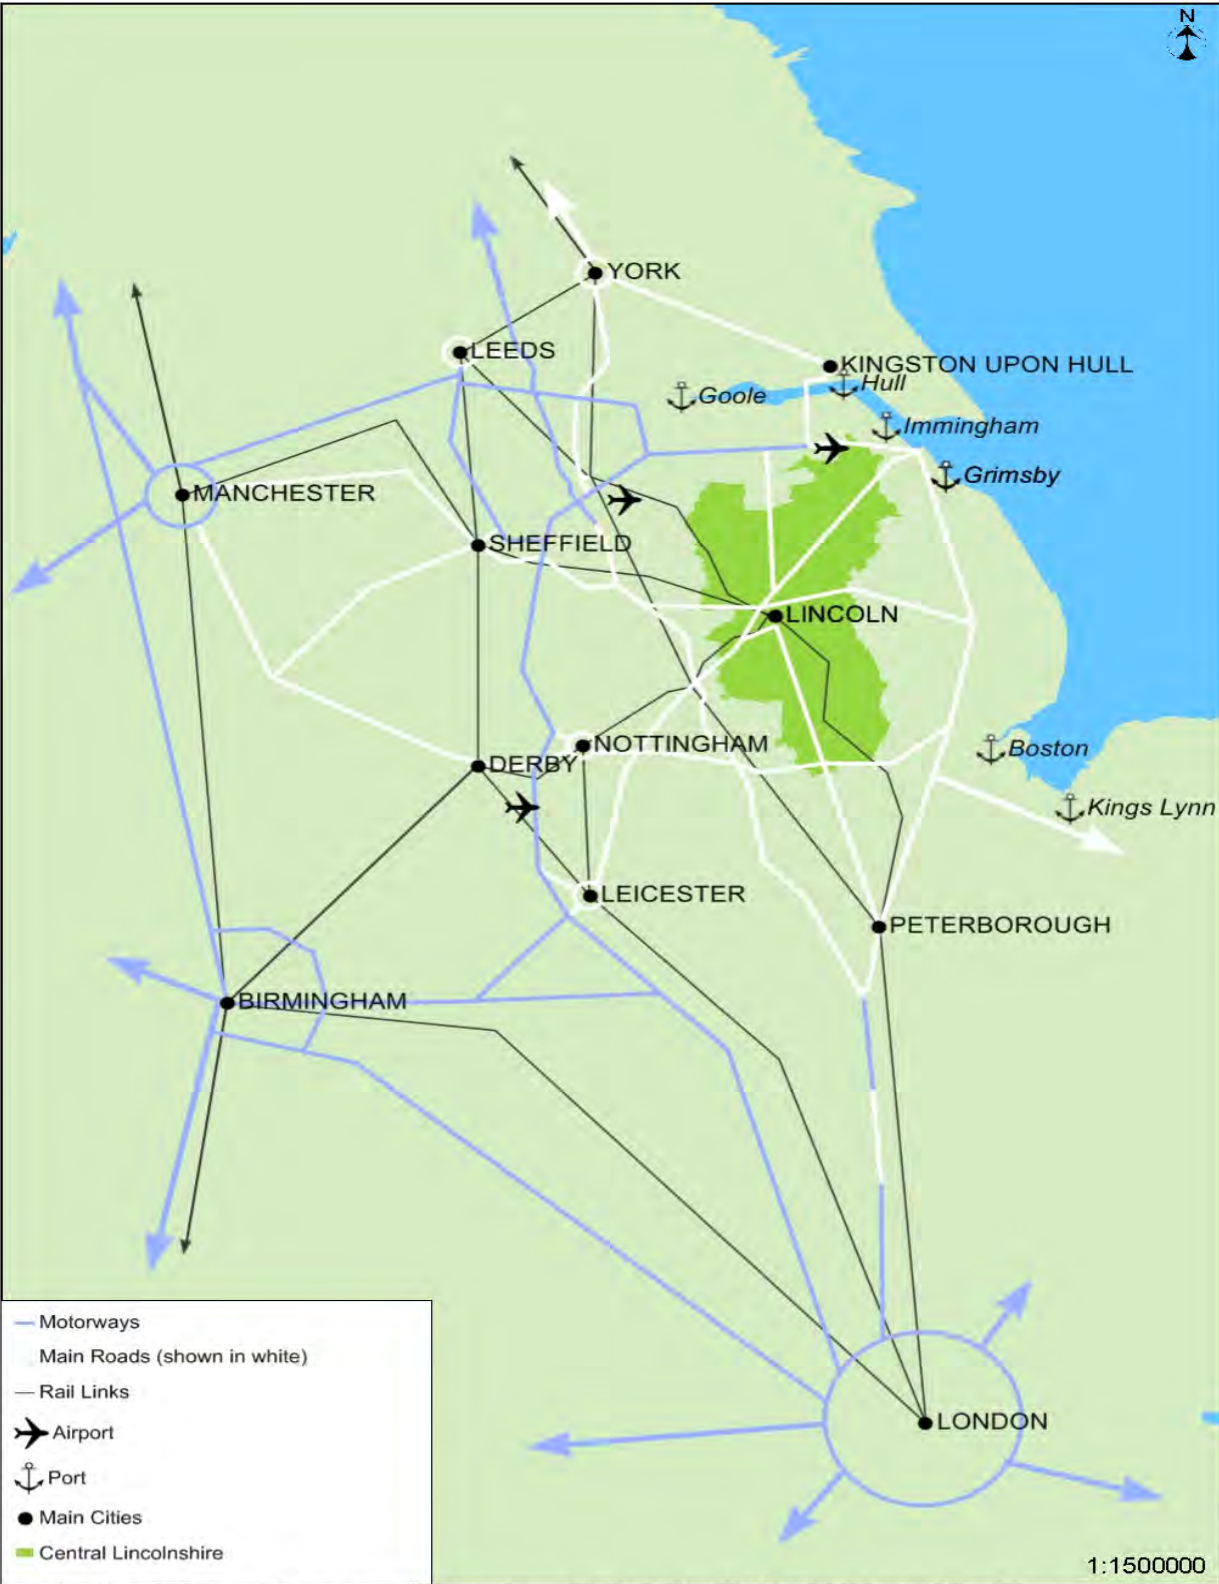 N
YORK
LEEDS
KINGSTON UPON HULL
Hull
Goole
Immingham
Grimsby
MANCHESTER
SHEFFIELD
LINCOLN
NOTTINGHAM
Boston
DERBY
Kings Lynn
LEICESTER
PETERBOROUGH
BIRMINGHAM
LONDON
Motorways
Main Roads (shown in white)
Rail Links
Airport
Port
Main Cities
Central Lincolnshire
1:1500000